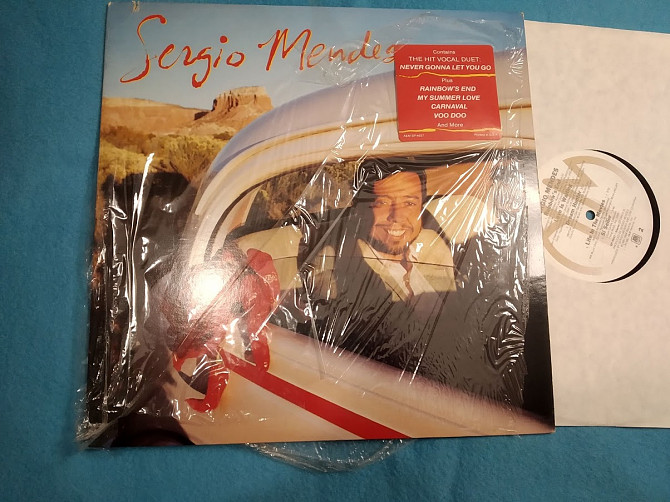 Sergio Mendes
Contains
THE HIT VOCAL DUET
NEVER GONNA LET YOU GO
Plus
RAINBOW'S END
MY SUMMER LOVE
CARNAVAL
VOO DOO
And More
A&M
2